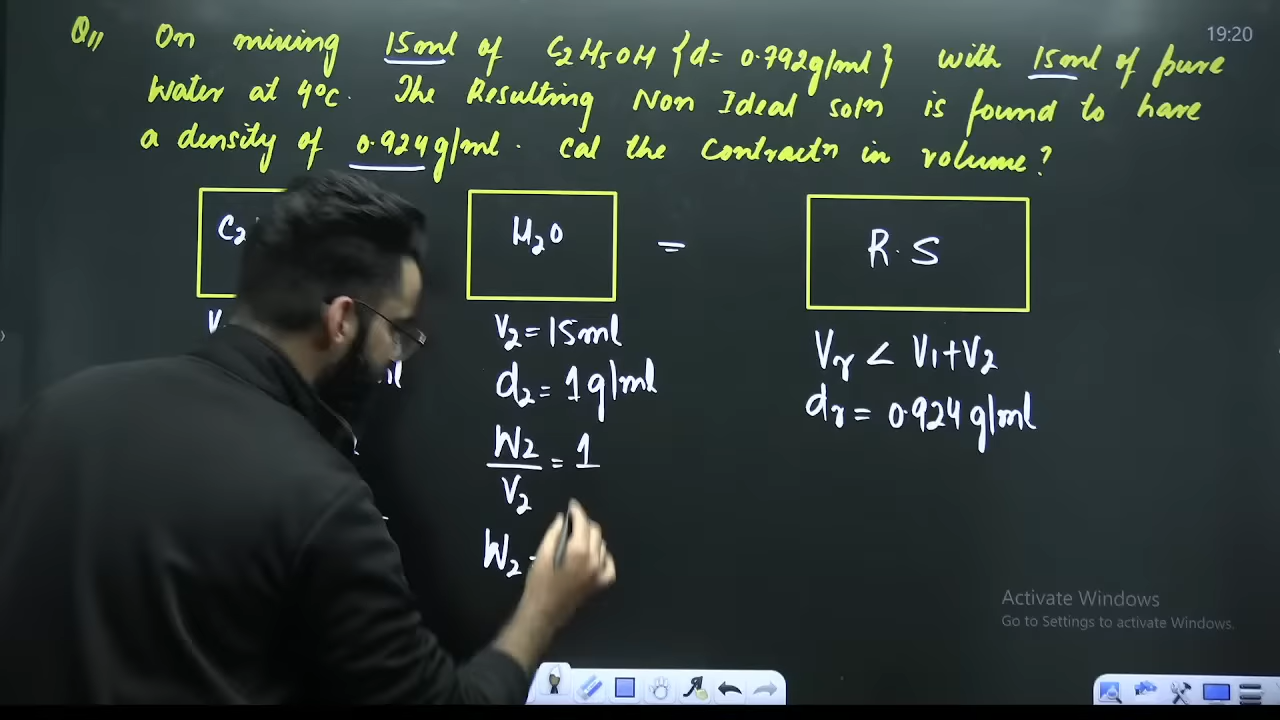 19:20
Q11 On mixing 15ml of C2H5OH {d= 0.792g/ml} with 15ml of pure
Water at 4°C. The Resulting Non Ideal soln is found to have
a density of 0.924g/ml. Cal the contractn in volume?
C2
H2O
=
R.S
V2 = 15ml
d2 = 1g/ml
W2/V2 = 1
W2 =
Vr < V1+V2
dr = 0.924 g/ml
Activate Windows
Go to Settings to activate Windows.